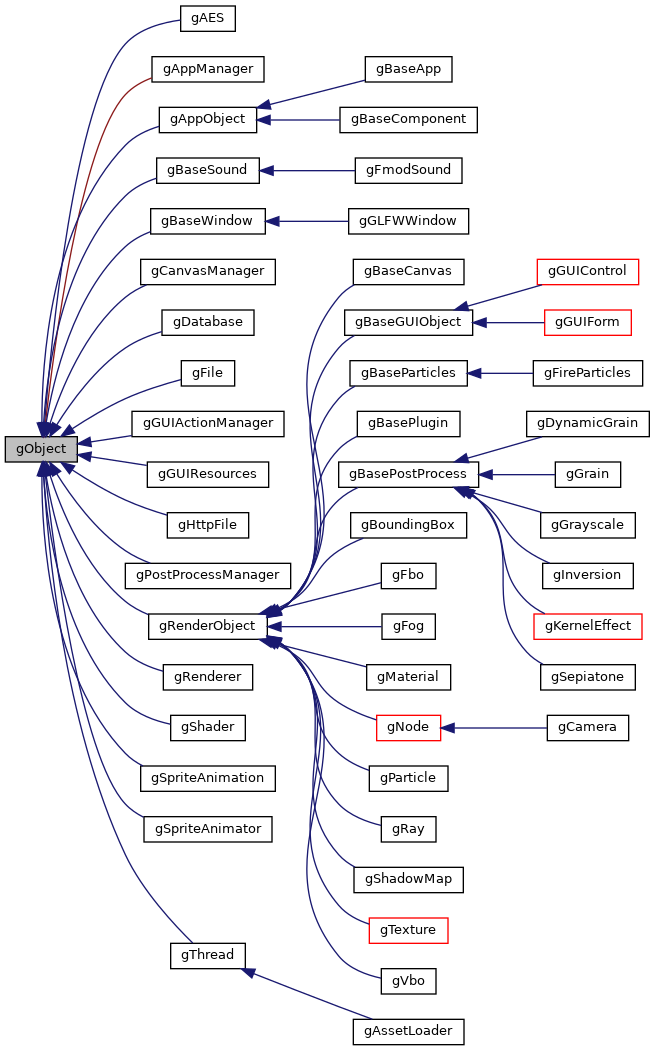 gAES
gAppManager
gBaseApp
gAppObject
gBaseComponent
gBaseSound
gFmodSound
gBaseWindow
gGLFWWindow
gCanvasManager
gBaseCanvas
gGUIControl
gDatabase
gBaseGUIObject
gGUIForm
gFile
gBaseParticles
gFireParticles
gGUIActionManager
gBasePlugin
gDynamicGrain
gObject
gGUIResources
gBasePostProcess
gGrain
gHttpFile
gBoundingBox
gGrayscale
gPostProcessManager
gFbo
gInversion
gRenderObject
gFog
gKernelEffect
gRenderer
gMaterial
gSepiatone
gShader
gNode
gCamera
gSpriteAnimation
gParticle
gSpriteAnimator
gRay
gShadowMap
gTexture
gThread
gVbo
gAssetLoader